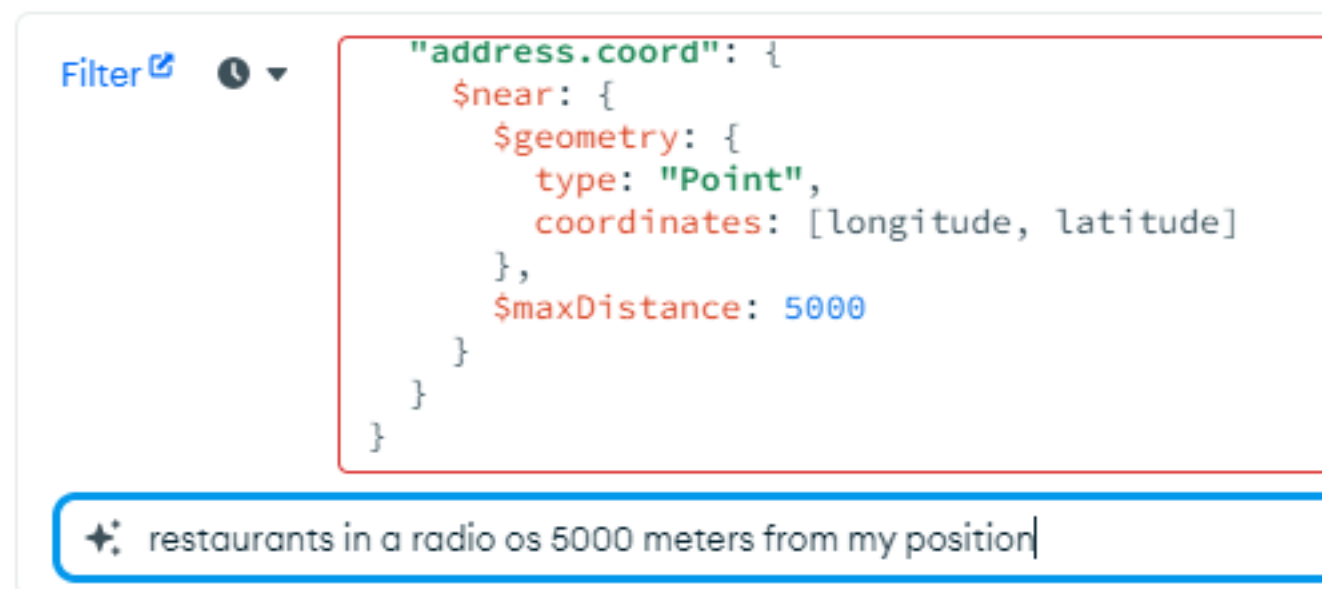 Filter
"address.coord": {
$near: {
$geometry: {
type: "Point",
coordinates: [longitude, latitude]
},
$maxDistance: 5000
}
}
}
restaurants in a radio os 5000 meters from my position